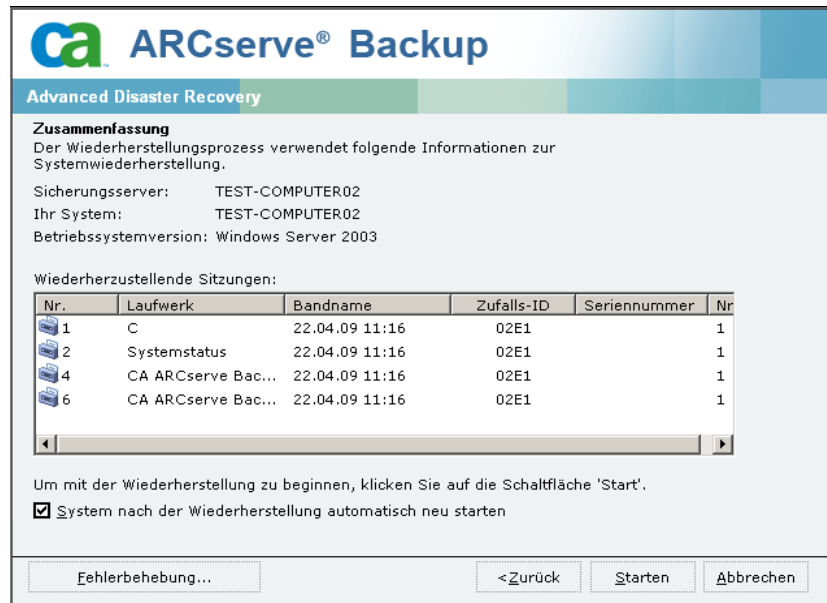 ca™ ARCserve® Backup
Advanced Disaster Recovery
Zusammenfassung
Der Wiederherstellungsprozess verwendet folgende Informationen zur
Systemwiederherstellung.
Sicherungsserver: TEST-COMPUTER02
Ihr System: TEST-COMPUTER02
Betriebssystemversion: Windows Server 2003
Wiederherzustellende Sitzungen:
Nr. Laufwerk Bandname Zufalls-ID Seriennummer Nr
1 C 22.04.09 11:16 02E1 1
2 Systemstatus 22.04.09 11:16 02E1 1
4 CA ARCserve Bac... 22.04.09 11:16 02E1 1
6 CA ARCserve Bac... 22.04.09 11:16 02E1 1
Um mit der Wiederherstellung zu beginnen, klicken Sie auf die Schaltfläche 'Start'.
System nach der Wiederherstellung automatisch neu starten
Fehlerbehebung... <Zurück Starten Abbrechen